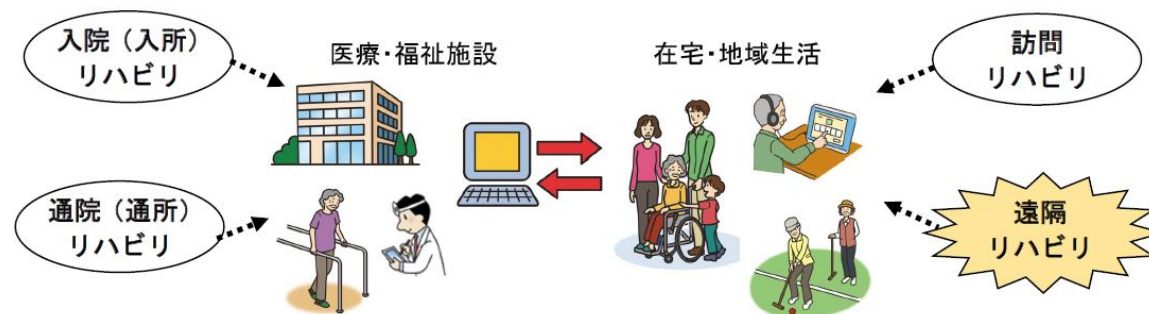 入院（入所）
リハビリ
医療・福祉施設
在宅・地域生活
訪問
リハビリ
通院（通所）
リハビリ
遠隔
リハビリ